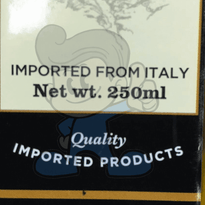 IMPORTED FROM ITALY
Net wt. 250ml
Quality
IMPORTED PRODUCTS